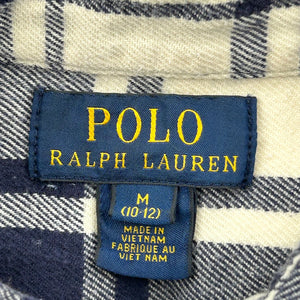 POLO
RALPH LAUREN
M
(10-12)
MADE IN
VIETNAM
FABRIQUÉ AU
VIET NAM